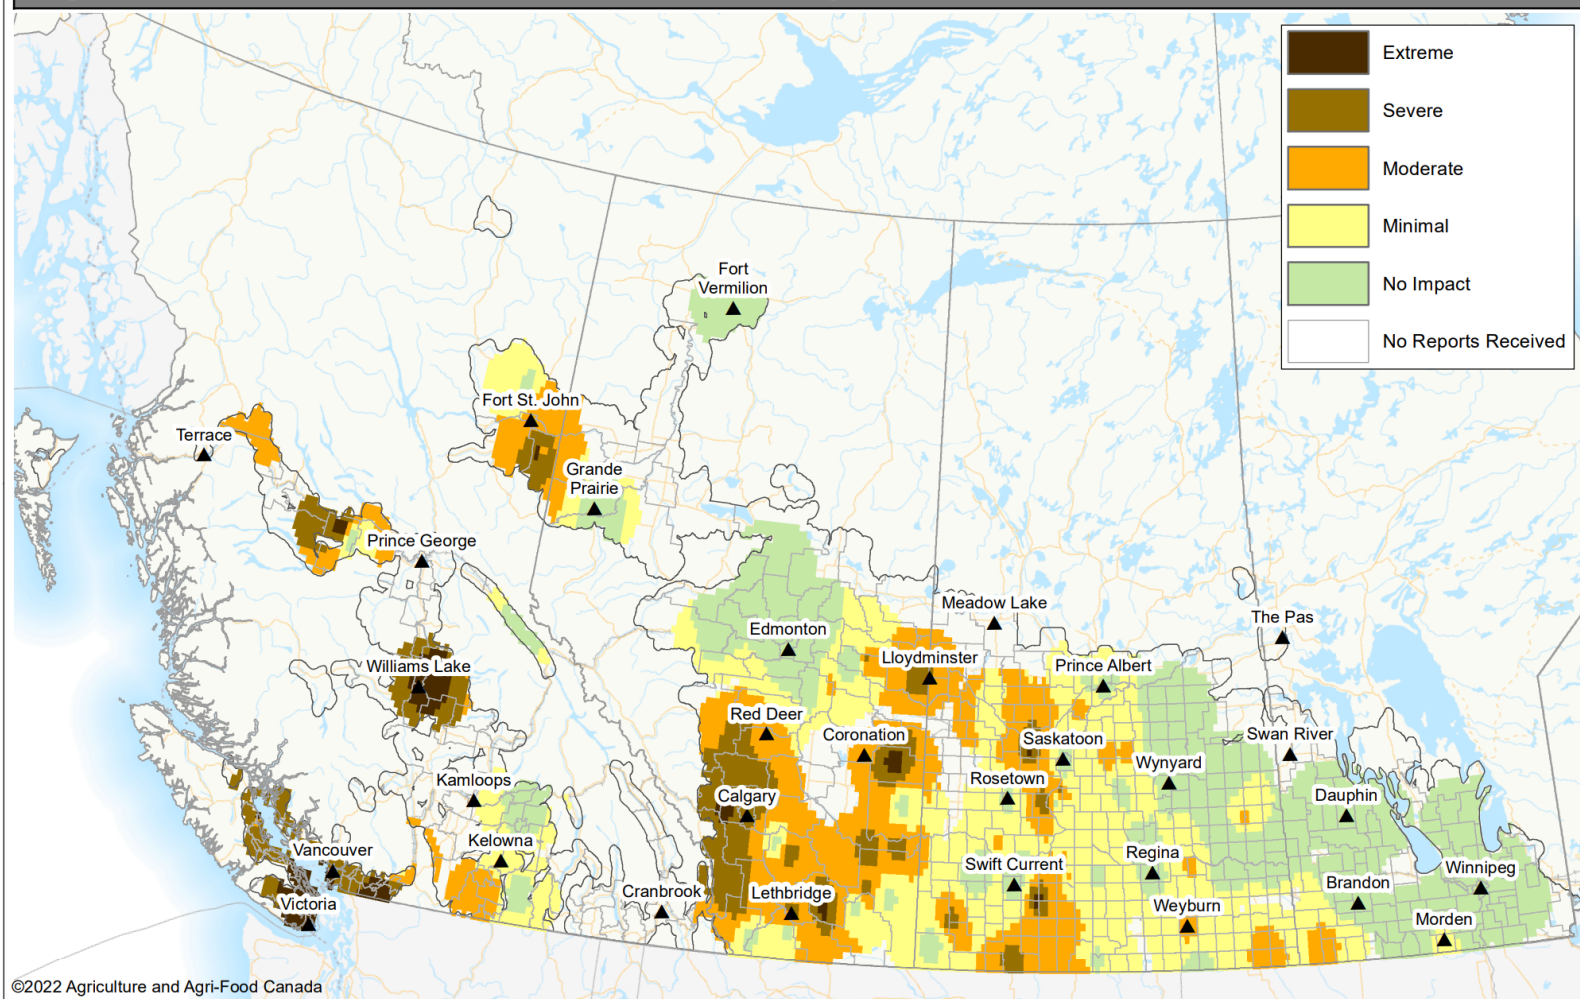 Extreme
Severe
Moderate
Minimal
No Impact
No Reports Received
Fort
Vermilion
Fort St. John
Terrace
Grande
Prairie
Prince George
Meadow Lake
The Pas
Edmonton
Lloydminster
Prince Albert
Williams Lake
Red Deer
Coronation
Saskatoon
Swan River
Wynyard
Kamloops
Rosetown
Calgary
Dauphin
Kelowna
Vancouver
Swift Current
Regina
Winnipeg
Brandon
Cranbrook
Lethbridge
Victoria
Weyburn
Morden
©2022 Agriculture and Agri-Food Canada